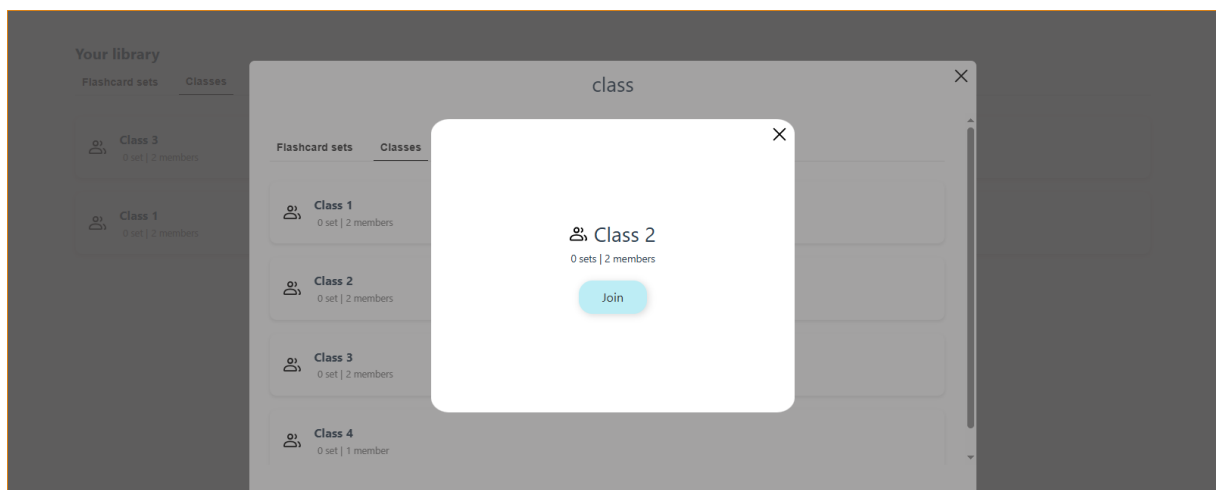 Your library
Flashcard sets Classes
Class 3
0 set | 2 members
Class 1
0 set | 2 members
class
Flashcard sets Classes
Class 1
0 set | 2 members
Class 2
0 set | 2 members
Class 3
0 set | 2 members
Class 4
0 set | 1 member
Class 2
0 sets | 2 members
Join